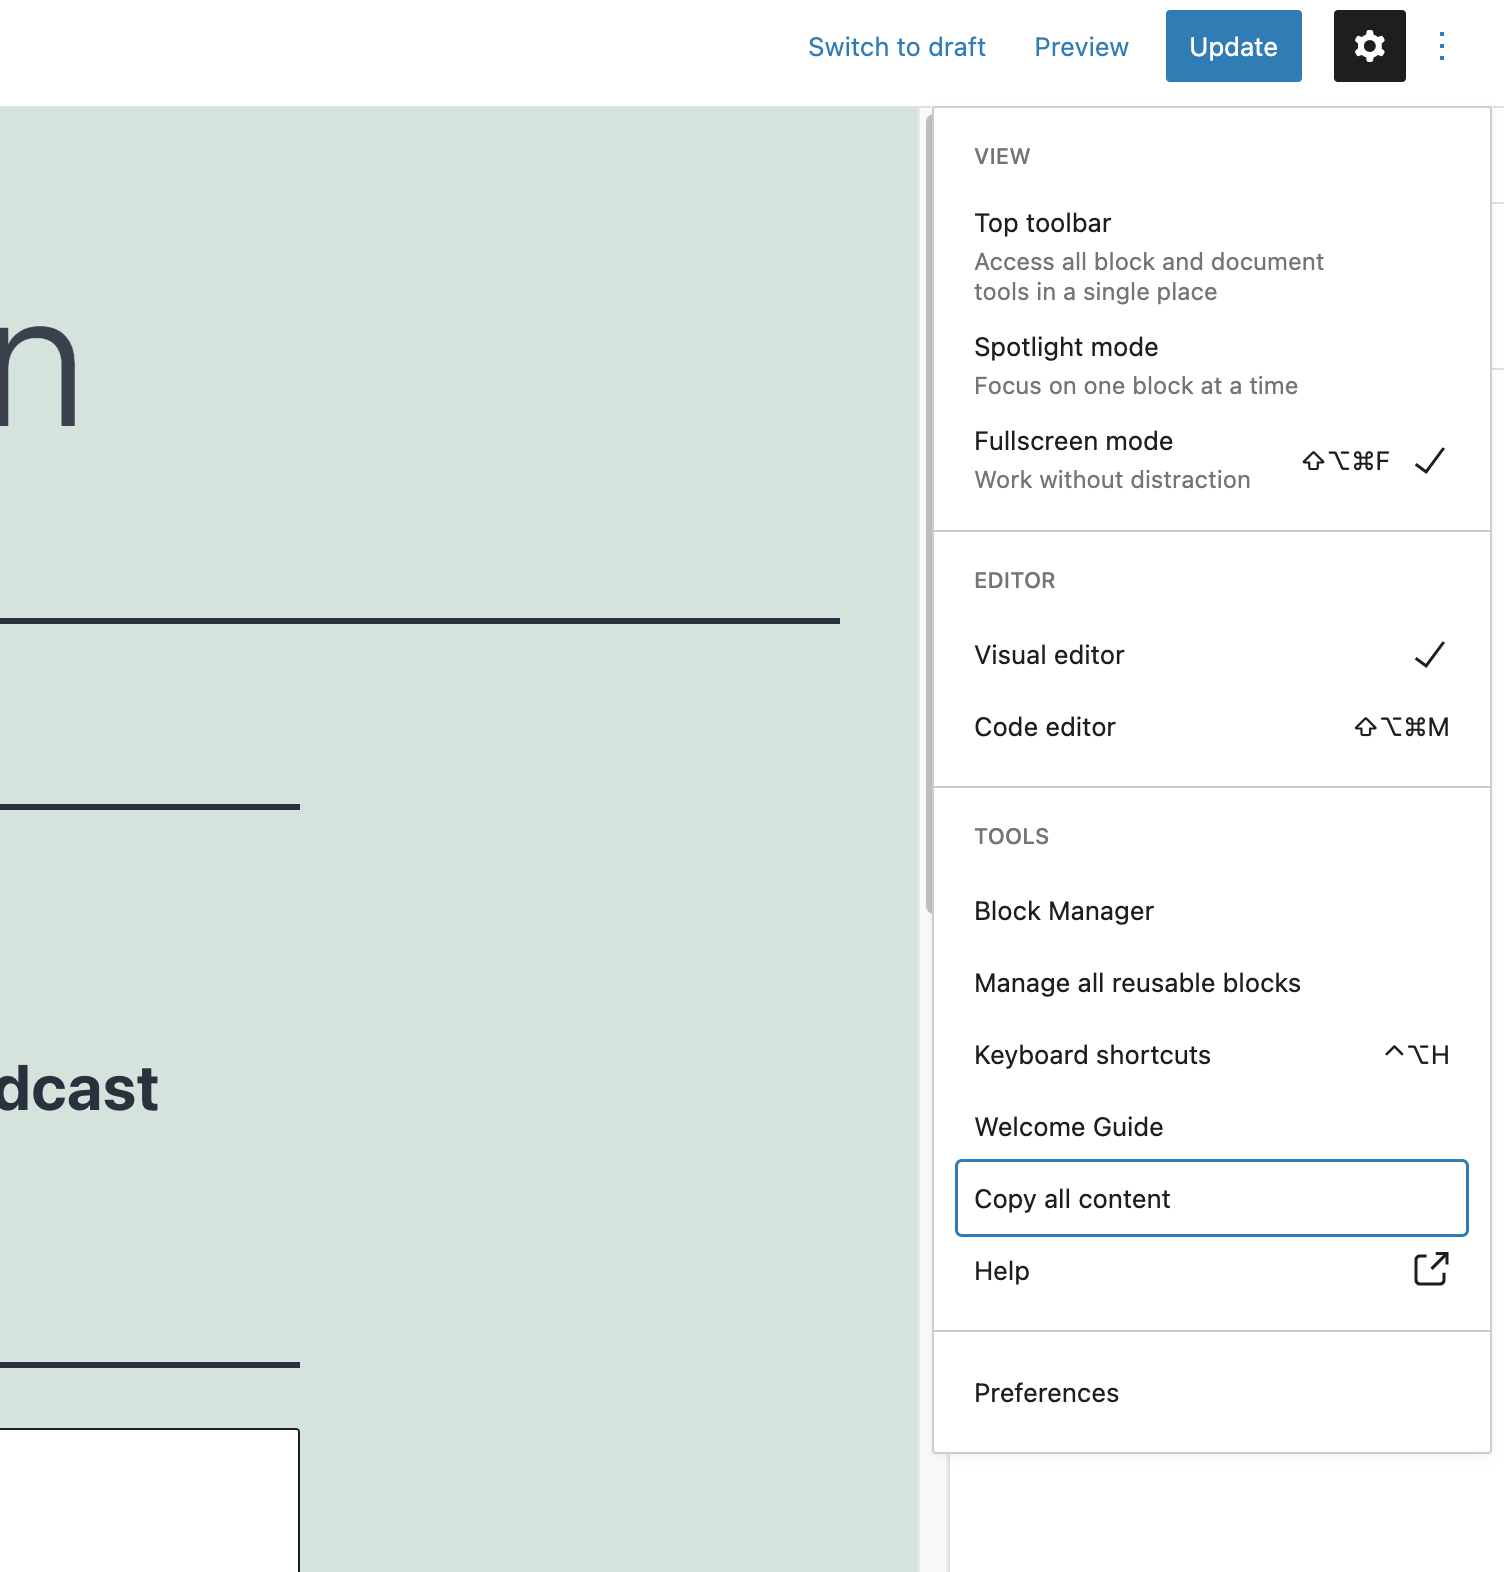 Switch to draft Preview Update
n
dcast
VIEW
Top toolbar
Access all block and document
tools in a single place
Spotlight mode
Focus on one block at a time
Fullscreen mode ⇧⌥⌘F
Work without distraction
EDITOR
Visual editor
Code editor ⇧⌥⌘M
TOOLS
Block Manager
Manage all reusable blocks
Keyboard shortcuts ^⌥H
Welcome Guide
Copy all content
Help
Preferences